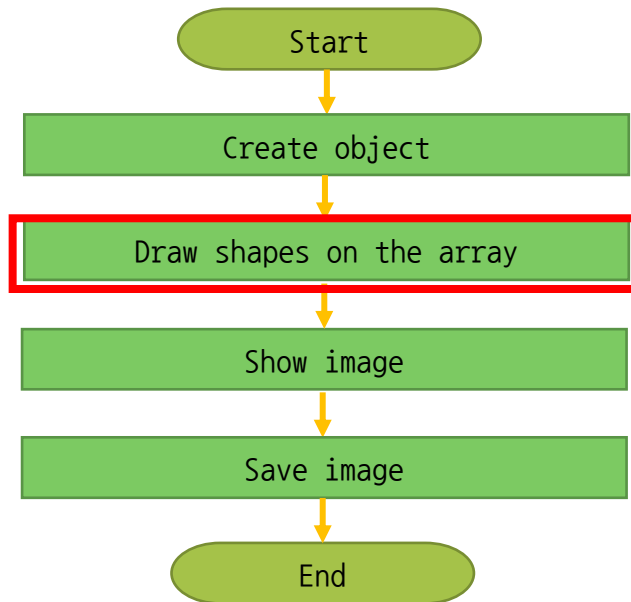 Start
Create object
Draw shapes on the array
Show image
Save image
End